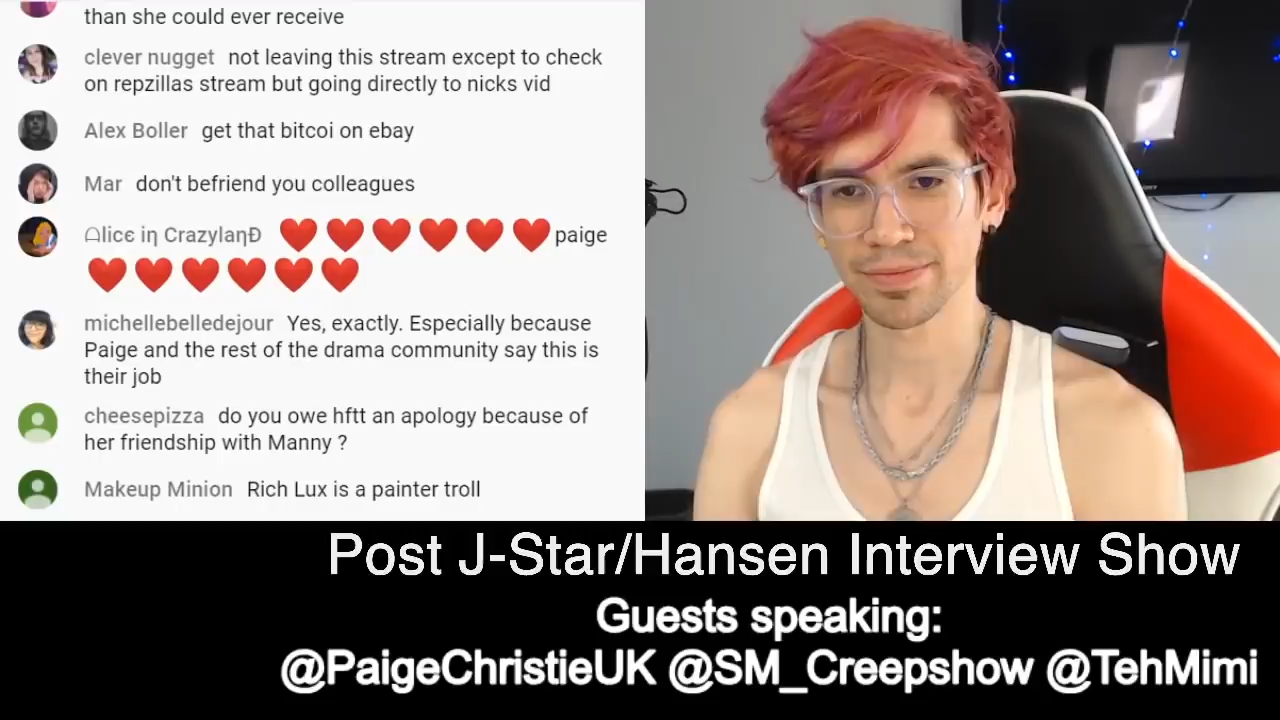 than she could ever receive
clever nugget not leaving this stream except to check
on repzillas stream but going directly to nicks vid
Alex Boller get that bitcoi on ebay
Mar don't befriend you colleagues
ᗩlicє iη CrazylaηĐ ❤️❤️❤️❤️❤️❤️paige
❤️❤️❤️❤️❤️❤️
michellebelledejour Yes, exactly. Especially because
Paige and the rest of the drama community say this is
their job
cheesepizza do you owe hftt an apology because of
her friendship with Manny ?
Makeup Minion Rich Lux is a painter troll
Post J-Star/Hansen Interview Show
Guests speaking:
@PaigeChristieUK @SM_Creepshow @TehMimi